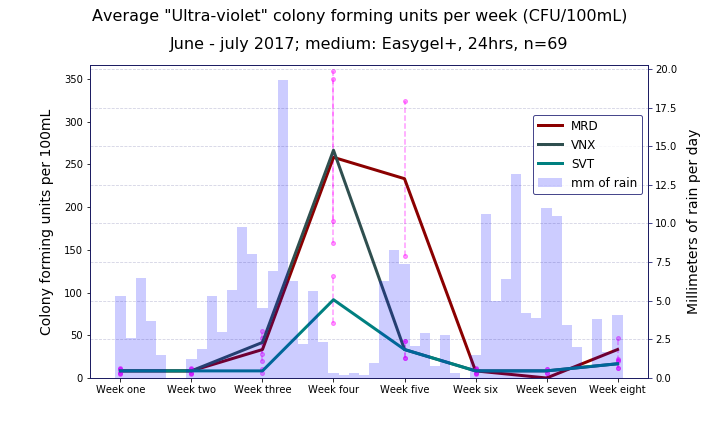 Average "Ultra-violet" colony forming units per week (CFU/100mL)
June - july 2017; medium: Easygel+, 24hrs, n=69
Colony forming units per 100mL
350
300
250
200
150
100
50
0
MRD
VNX
SVT
mm of rain
20.0
17.5
15.0
12.5
10.0
7.5
5.0
2.5
0.0
Millimeters of rain per day
Week one Week two Week three Week four Week five Week six Week seven Week eight